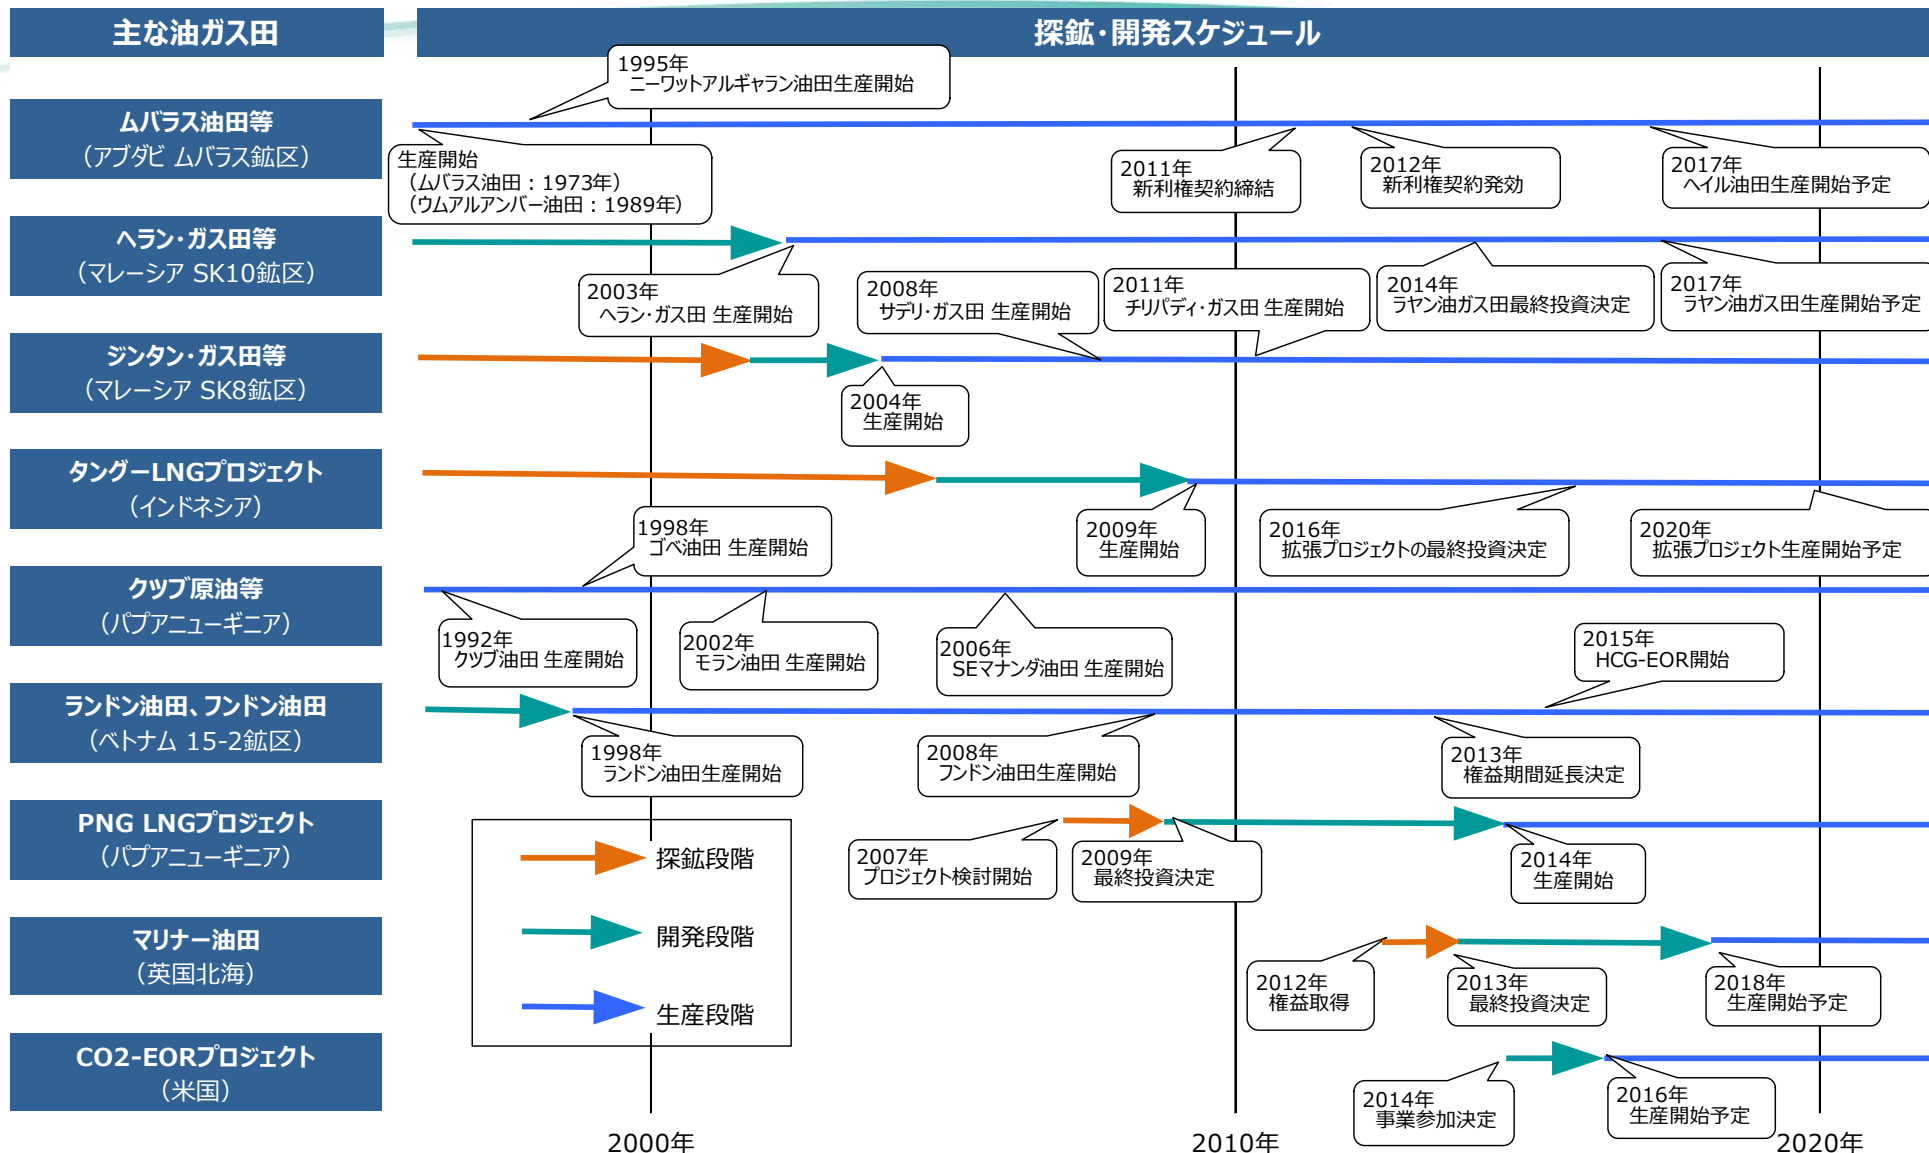 主な油ガス田
探鉱・開発スケジュール
1995年
ニーワットアルギャラン油田生産開始
ムバラス油田等
（アブダビ ムバラス鉱区）
生産開始
（ムバラス油田：1973年）
（ウムアルアンバー油田：1989年）
2011年
新利権契約締結
2012年
新利権契約発効
2017年
ヘイル油田生産開始予定
ヘラン・ガス田等
（マレーシア SK10鉱区）
2003年
ヘラン・ガス田 生産開始
2008年
サデリ・ガス田 生産開始
2011年
チリパディ・ガス田 生産開始
2014年
ラヤン油ガス田最終投資決定
2017年
ラヤン油ガス田生産開始予定
ジンタン・ガス田等
（マレーシア SK8鉱区）
2004年
生産開始
タングーLNGプロジェクト
（インドネシア）
1998年
ゴベ油田 生産開始
2009年
生産開始
2016年
拡張プロジェクトの最終投資決定
2020年
拡張プロジェクト生産開始予定
クツブ原油等
（パプアニューギニア）
1992年
クツブ油田 生産開始
2002年
モラン油田 生産開始
2006年
SEマナンダ油田 生産開始
2015年
HCG-EOR開始
ランドン油田、フンドン油田
（ベトナム 15-2鉱区）
1998年
ランドン油田生産開始
2008年
フンドン油田生産開始
2013年
権益期間延長決定
PNG LNGプロジェクト
（パプアニューギニア）
2007年
プロジェクト検討開始
2009年
最終投資決定
2014年
生産開始
探鉱段階
開発段階
生産段階
マリナー油田
（英国北海）
2012年
権益取得
2013年
最終投資決定
2018年
生産開始予定
CO2-EORプロジェクト
（米国）
2014年
事業参加決定
2016年
生産開始予定
2000年
2010年
2020年